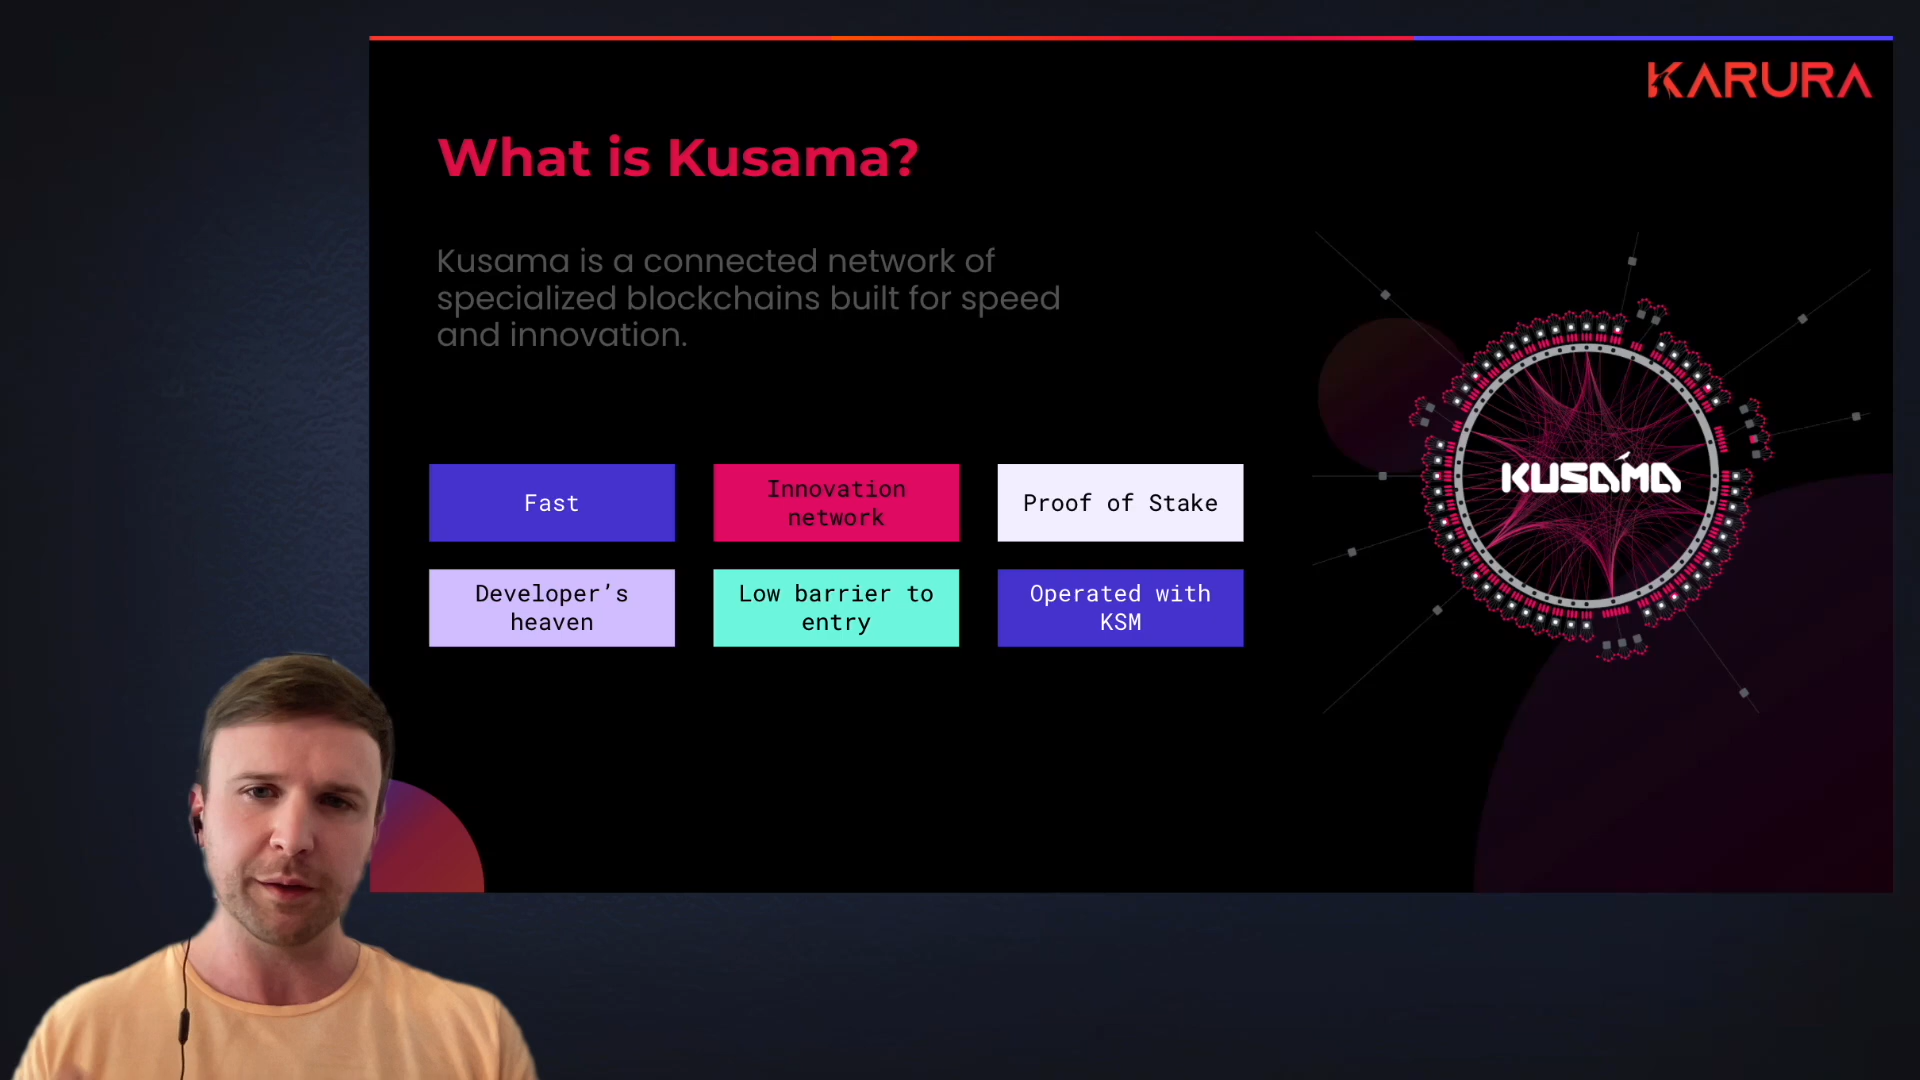 KARURA
What is Kusama?
Kusama is a connected network of
specialized blockchains built for speed
and innovation.
Fast
Innovation
network
Proof of Stake
Developer’s
heaven
Low barrier to
entry
Operated with
KSM
KUSAMA